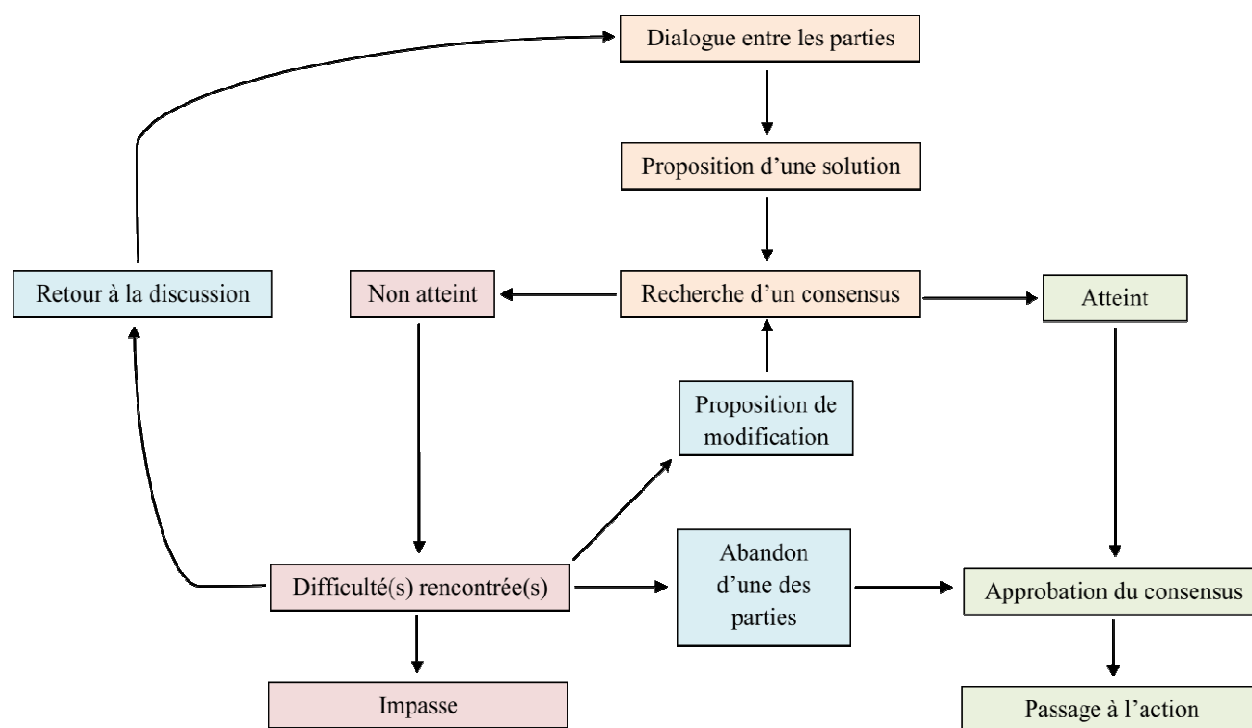 Dialogue entre les parties
Proposition d’une solution
Retour à la discussion
Non atteint
Recherche d’un consensus
Atteint
Proposition de
modification
Difficulté(s) rencontrée(s)
Abandon
d’une des
parties
Approbation du consensus
Impasse
Passage à l’action